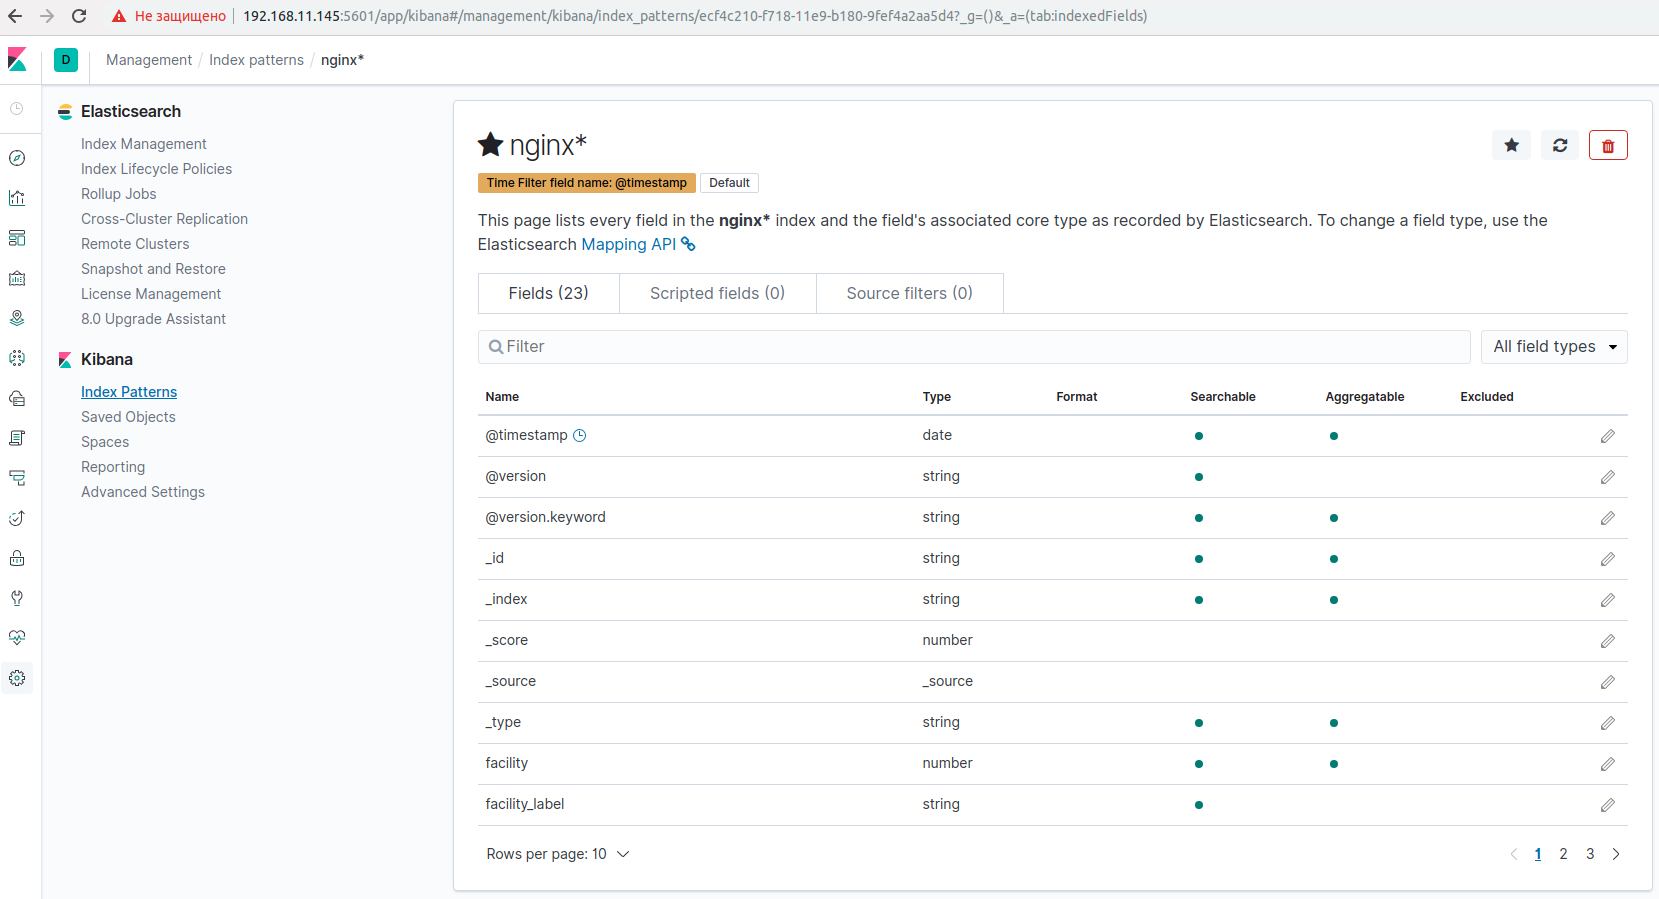 Не защищено 192.168.11.145:5601/app/kibana#/management/kibana/index_patterns/ecf4c210-f718-11e9-b180-9fef4a2aa5d4?_g=()&_a=(tab:indexedFields)
D Management / Index patterns / nginx*
Elasticsearch
Index Management
Index Lifecycle Policies
Rollup Jobs
Cross-Cluster Replication
Remote Clusters
Snapshot and Restore
License Management
8.0 Upgrade Assistant
Kibana
Index Patterns
Saved Objects
Spaces
Reporting
Advanced Settings
nginx*
Time Filter field name: @timestamp Default
This page lists every field in the nginx* index and the field's associated core type as recorded by Elasticsearch. To change a field type, use the
Elasticsearch Mapping API
Fields (23) Scripted fields (0) Source filters (0)
Filter All field types
Name Type Format Searchable Aggregatable Excluded
@timestamp date
@version string
@version.keyword string
_id string
_index string
_score number
_source _source
_type string
facility number
facility_label string
Rows per page: 10 1 2 3